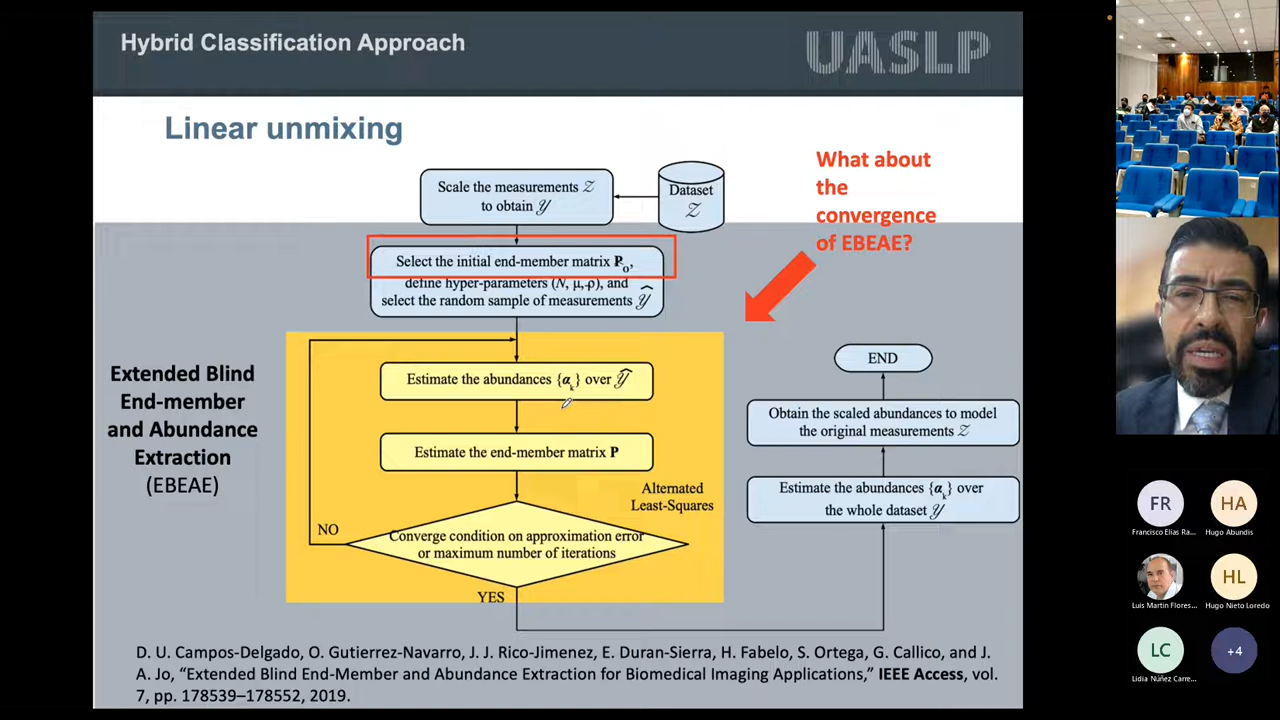 Hybrid Classification Approach
UASLP
Linear unmixing
What about
the
convergence
of EBEAE?
Scale the measurements 𝒵
to obtain 𝒴
Dataset
𝒵
Select the initial end-member matrix P₀,
define hyper-parameters (N, μ, ρ), and
select the random sample of measurements 𝒴̂
Extended Blind
End-member
and Abundance
Extraction
(EBEAE)
Estimate the abundances {αₖ} over 𝒴̂
Estimate the end-member matrix P
Alternated
Least-Squares
Converge condition on approximation error
or maximum number of iterations
NO
YES
END
Obtain the scaled abundances to model
the original measurements 𝒵
Estimate the abundances {αₖ} over
the whole dataset 𝒴
D. U. Campos-Delgado, O. Gutierrez-Navarro, J. J. Rico-Jimenez, E. Duran-Sierra, H. Fabelo, S. Ortega, G. Callico, and J.
A. Jo, “Extended Blind End-Member and Abundance Extraction for Biomedical Imaging Applications,” IEEE Access, vol.
7, pp. 178539–178552, 2019.
FR
Francisco Elias Ra...
HA
Hugo Abundis
Luis Martin Flores...
HL
Hugo Nieto Loredo
LC
Lidia Núñez Carre...
+4